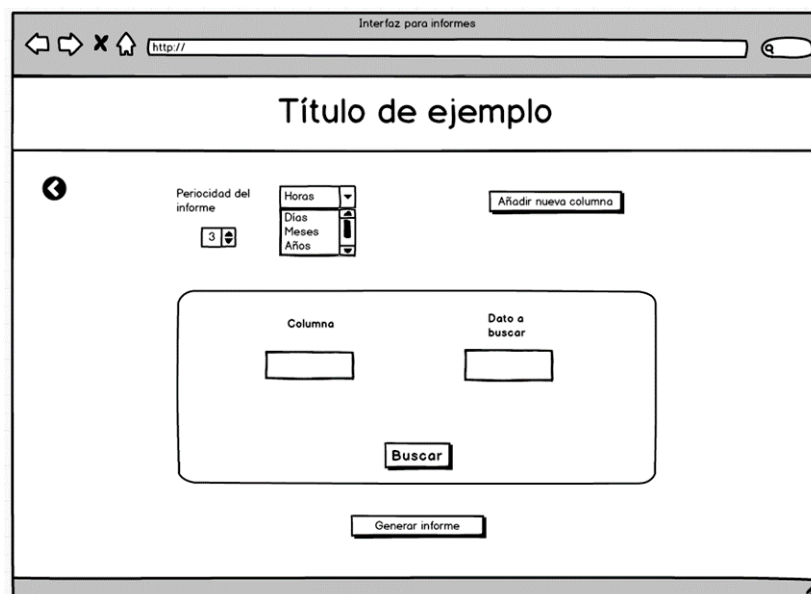 Interfaz para informes
http://
Título de ejemplo
Periocidad del
informe
3
Horas
Días
Meses
Años
Añadir nueva columna
Columna
Dato a
buscar
Buscar
Generar informe